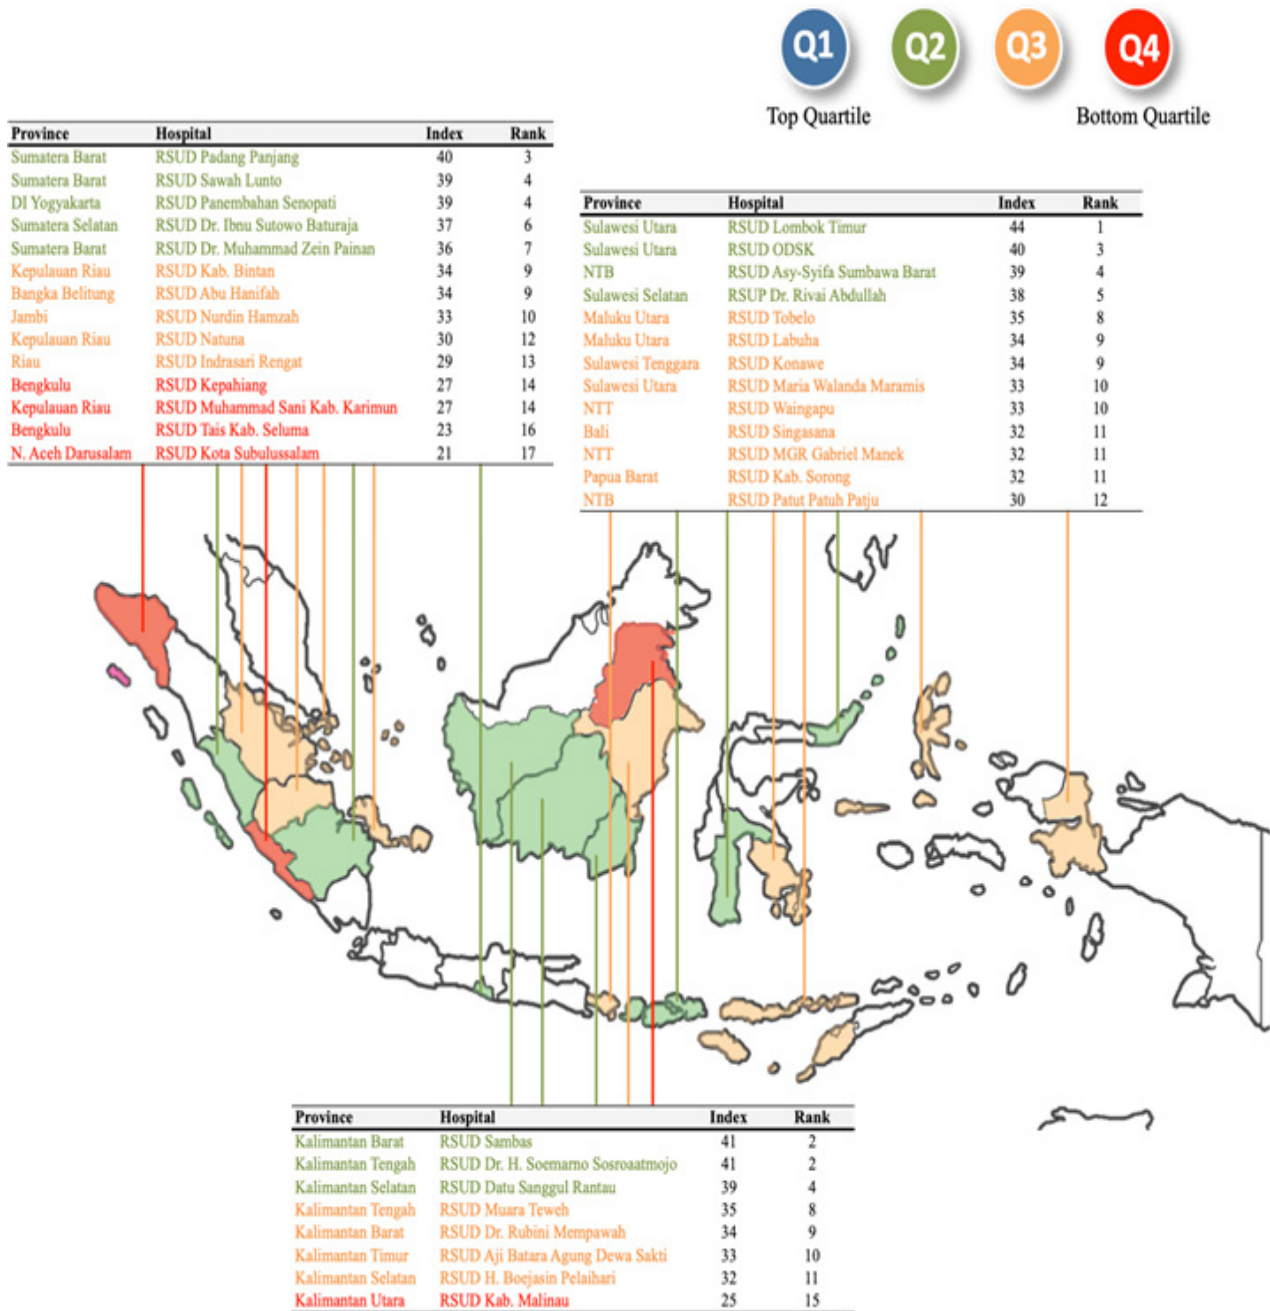 Q1 Q2 Q3 Q4
Top Quartile Bottom Quartile
Province Hospital Index Rank
Sumatera Barat RSUD Padang Panjang 40 3
Sumatera Barat RSUD Sawah Lunto 39 4
DI Yogyakarta RSUD Panembahan Senopati 39 4
Sumatera Selatan RSUD Dr. Ibnu Sutowo Baturaja 37 6
Sumatera Barat RSUD Dr. Muhammad Zein Painan 36 7
Kepulauan Riau RSUD Kab. Bintan 34 9
Bangka Belitung RSUD Abu Hanifah 34 9
Jambi RSUD Nurdin Hamzah 33 10
Kepulauan Riau RSUD Natuna 30 12
Riau RSUD Indrasari Rengat 29 13
Bengkulu RSUD Kepahiang 27 14
Kepulauan Riau RSUD Muhammad Sani Kab. Karimun 27 14
Bengkulu RSUD Tais Kab. Seluma 23 16
N. Aceh Darusalam RSUD Kota Subulussalam 21 17
Province Hospital Index Rank
Sulawesi Utara RSUD Lombok Timur 44 1
Sulawesi Utara RSUD ODSK 40 3
NTB RSUD Asy-Syifa Sumbawa Barat 39 4
Sulawesi Selatan RSUP Dr. Rivai Abdullah 38 5
Maluku Utara RSUD Tobelo 35 8
Maluku Utara RSUD Labuha 34 9
Sulawesi Tenggara RSUD Konawe 34 9
Sulawesi Utara RSUD Maria Walanda Maramis 33 10
NTT RSUD Waingapu 33 10
Bali RSUD Singasana 32 11
NTT RSUD MGR Gabriel Manek 32 11
Papua Barat RSUD Kab. Sorong 32 11
NTB RSUD Patut Patuh Patju 30 12
Province Hospital Index Rank
Kalimantan Barat RSUD Sambas 41 2
Kalimantan Tengah RSUD Dr. H. Soemarno Sosroaatmojo 41 2
Kalimantan Selatan RSUD Datu Sanggul Rantau 39 4
Kalimantan Tengah RSUD Muara Teweh 35 8
Kalimantan Barat RSUD Dr. Rubini Mempawah 34 9
Kalimantan Timur RSUD Aji Batara Agung Dewa Sakti 33 10
Kalimantan Selatan RSUD H. Boejasin Pelaihari 32 11
Kalimantan Utara RSUD Kab. Malinau 25 15